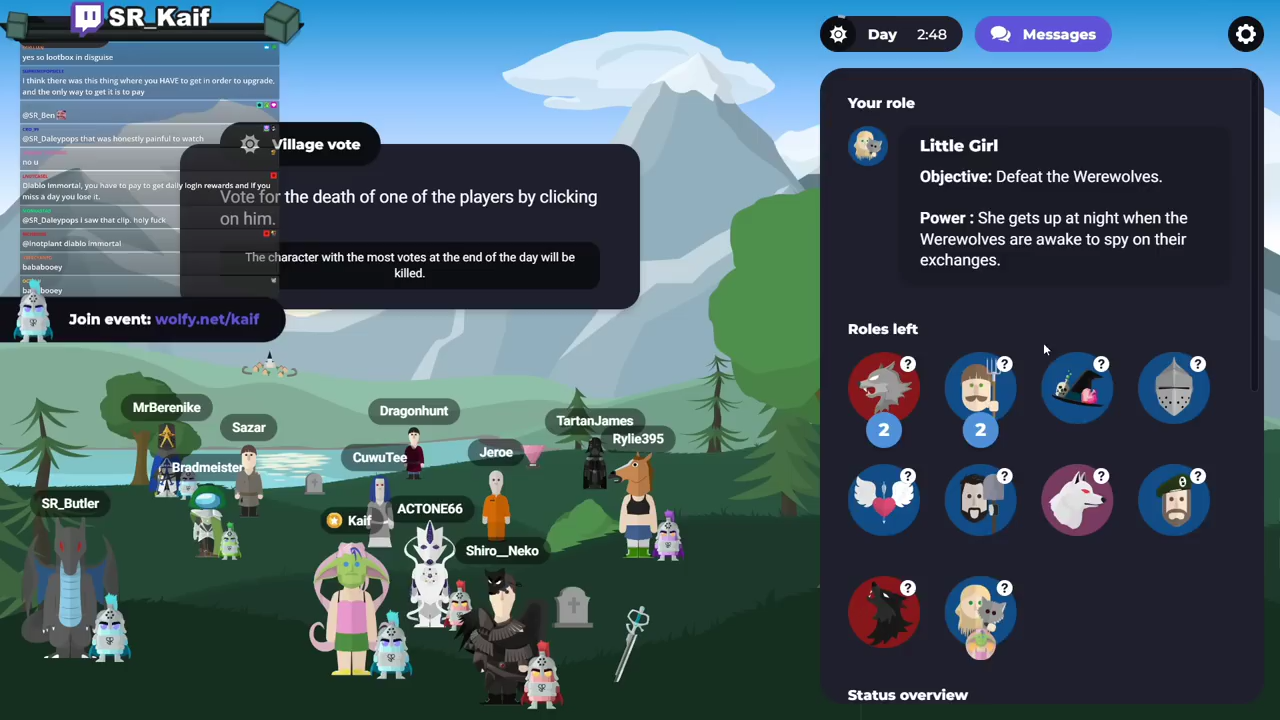 SR_Kaif
yes so lootbox in disguise
I think there was this thing where you HAVE to get in order to upgrade,
and the only way to get it is to pay
@SR_Ben
@SR_Daleypops that was honestly painful to watch
no u
Diablo Immortal, you have to pay to get daily login rewards and if you
miss a day you lose it.
@SR_Daleypops I saw that clip. holy fuck
@inotplant diablo immortal
bababooey
bababooey
Join event: wolfy.net/kaif
Village vote
Vote for the death of one of the players by clicking
on him.
The character with the most votes at the end of the day will be
killed.
Day 2:48
Messages
Your role
Little Girl
Objective: Defeat the Werewolves.
Power : She gets up at night when the
Werewolves are awake to spy on their
exchanges.
Roles left
?
?
?
?
2
2
?
?
?
?
?
?
Status overview
MrBerenike
Sazar
Dragonhunt
TartanJames
Rylie395
Bradmeister
CuwuTee
Jeroe
SR_Butler
Kaif
ACTONE66
Shiro__Neko